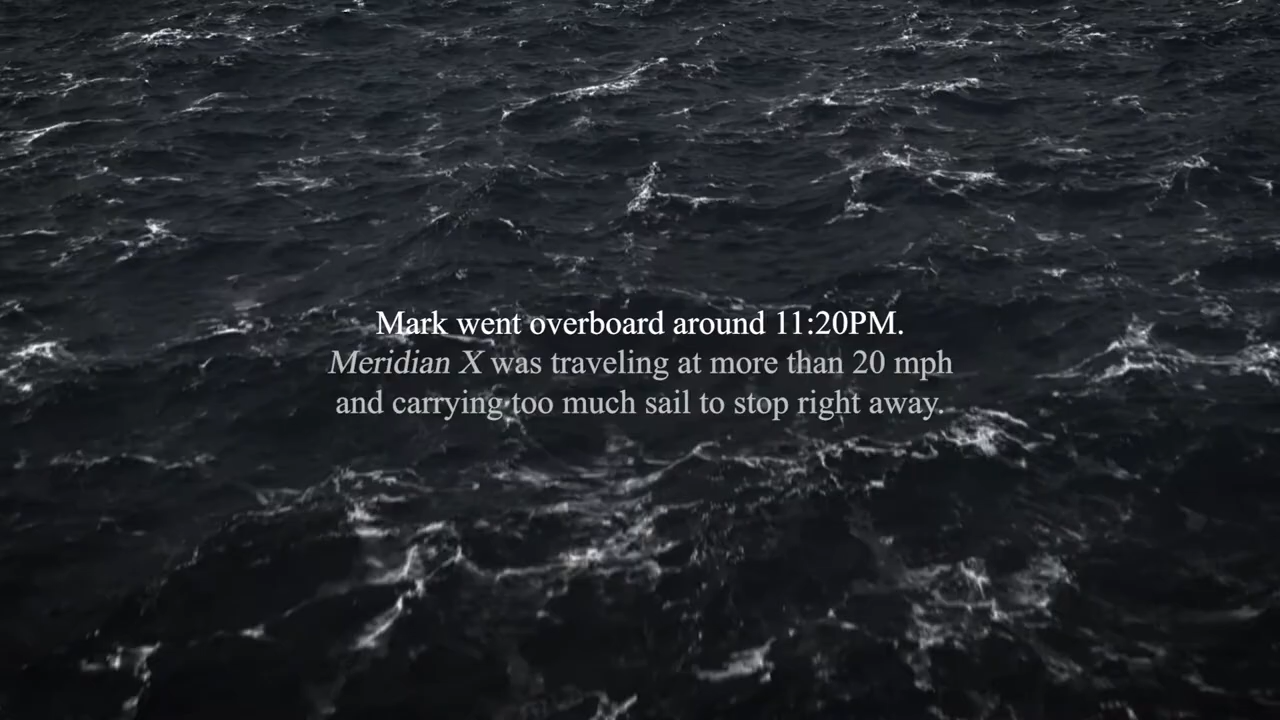 Mark went overboard around 11:20PM.
Meridian X was traveling at more than 20 mph
and carrying too much sail to stop right away.